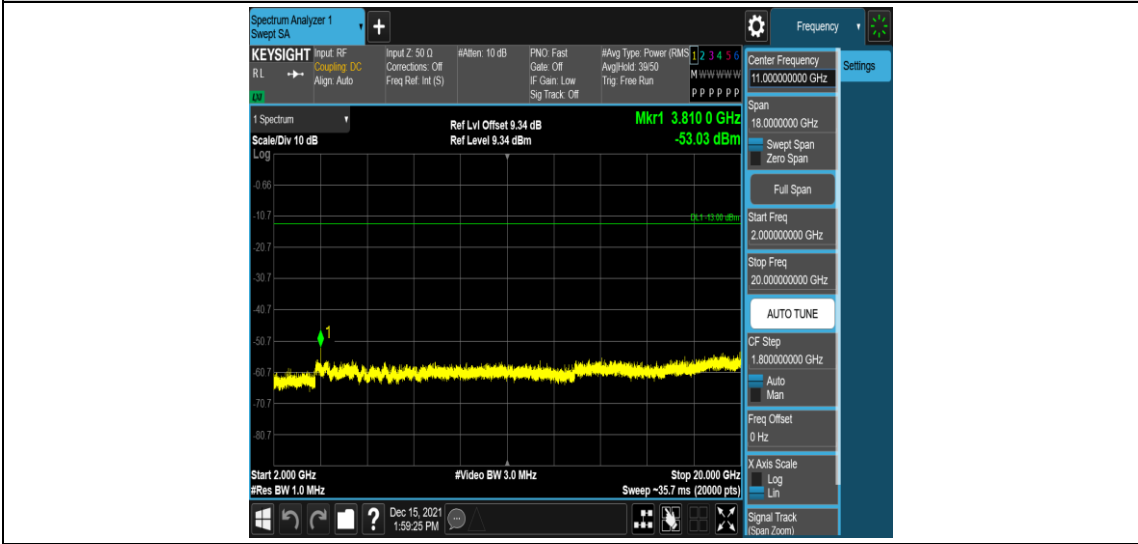 Spectrum Analyzer 1
Swept SA
+
Frequency
KEYSIGHT
RL
Input: RF
Coupling: DC
Align: Auto
Input Z: 50 Ω
Corrections: Off
Freq Ref: Int (S)
#Atten: 10 dB
PNO: Fast
Gate: Off
IF Gain: Low
Sig Track: Off
#Avg Type: Power (RMS
Avg|Hold: 39/50
Trig: Free Run
1 2 3 4 5 6
M W W W W W
P P P P P P
1 Spectrum
Scale/Div 10 dB
Log
Ref Lvl Offset 9.34 dB
Ref Level 9.34 dBm
Mkr1 3.810 0 GHz
-53.03 dBm
-0.66
-10.7
DL1 -13.00 dBm
-20.7
-30.7
-40.7
1
-50.7
-60.7
-70.7
-80.7
Start 2.000 GHz
#Res BW 1.0 MHz
#Video BW 3.0 MHz
Stop 20.000 GHz
Sweep ~35.7 ms (20000 pts)
?
Dec 15, 2021
1:59:25 PM
Center Frequency
11.000000000 GHz
Settings
Span
18.0000000 GHz
Swept Span
Zero Span
Full Span
Start Freq
2.000000000 GHz
Stop Freq
20.000000000 GHz
AUTO TUNE
CF Step
1.800000000 GHz
Auto
Man
Freq Offset
0 Hz
X Axis Scale
Log
Lin
Signal Track
(Span Zoom)